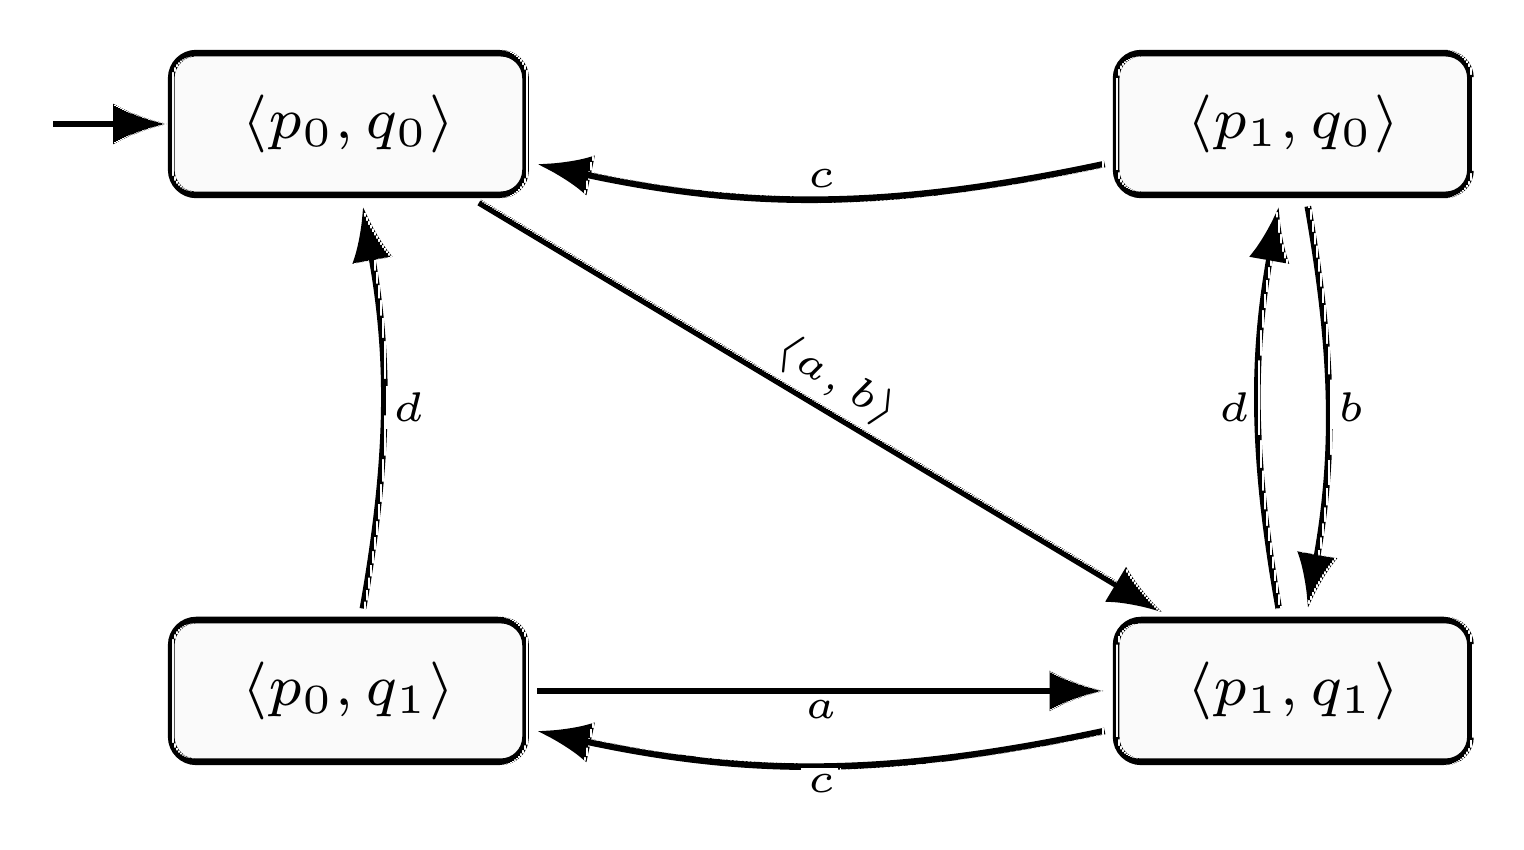 ⟨p₀, q₀⟩
⟨p₁, q₀⟩
c
⟨a, b⟩
d
d
b
⟨p₀, q₁⟩
⟨p₁, q₁⟩
a
c